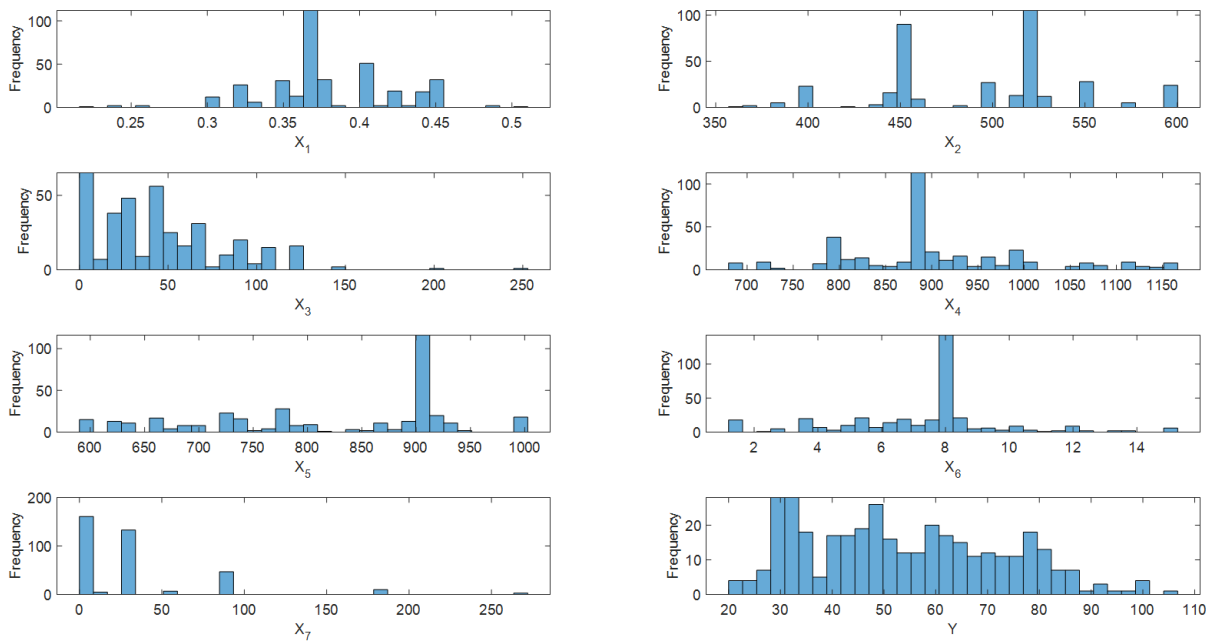 Frequency
100
50
0
0.25 0.3 0.35 0.4 0.45 0.5
X₁
Frequency
100
50
0
350 400 450 500 550 600
X₂
Frequency
50
0
0 50 100 150 200 250
X₃
Frequency
100
50
0
700 750 800 850 900 950 1000 1050 1100 1150
X₄
Frequency
100
50
0
600 650 700 750 800 850 900 950 1000
X₅
Frequency
100
50
0
2 4 6 8 10 12 14
X₆
Frequency
200
100
0
0 50 100 150 200 250
X₇
Frequency
20
10
0
20 30 40 50 60 70 80 90 100 110
Y